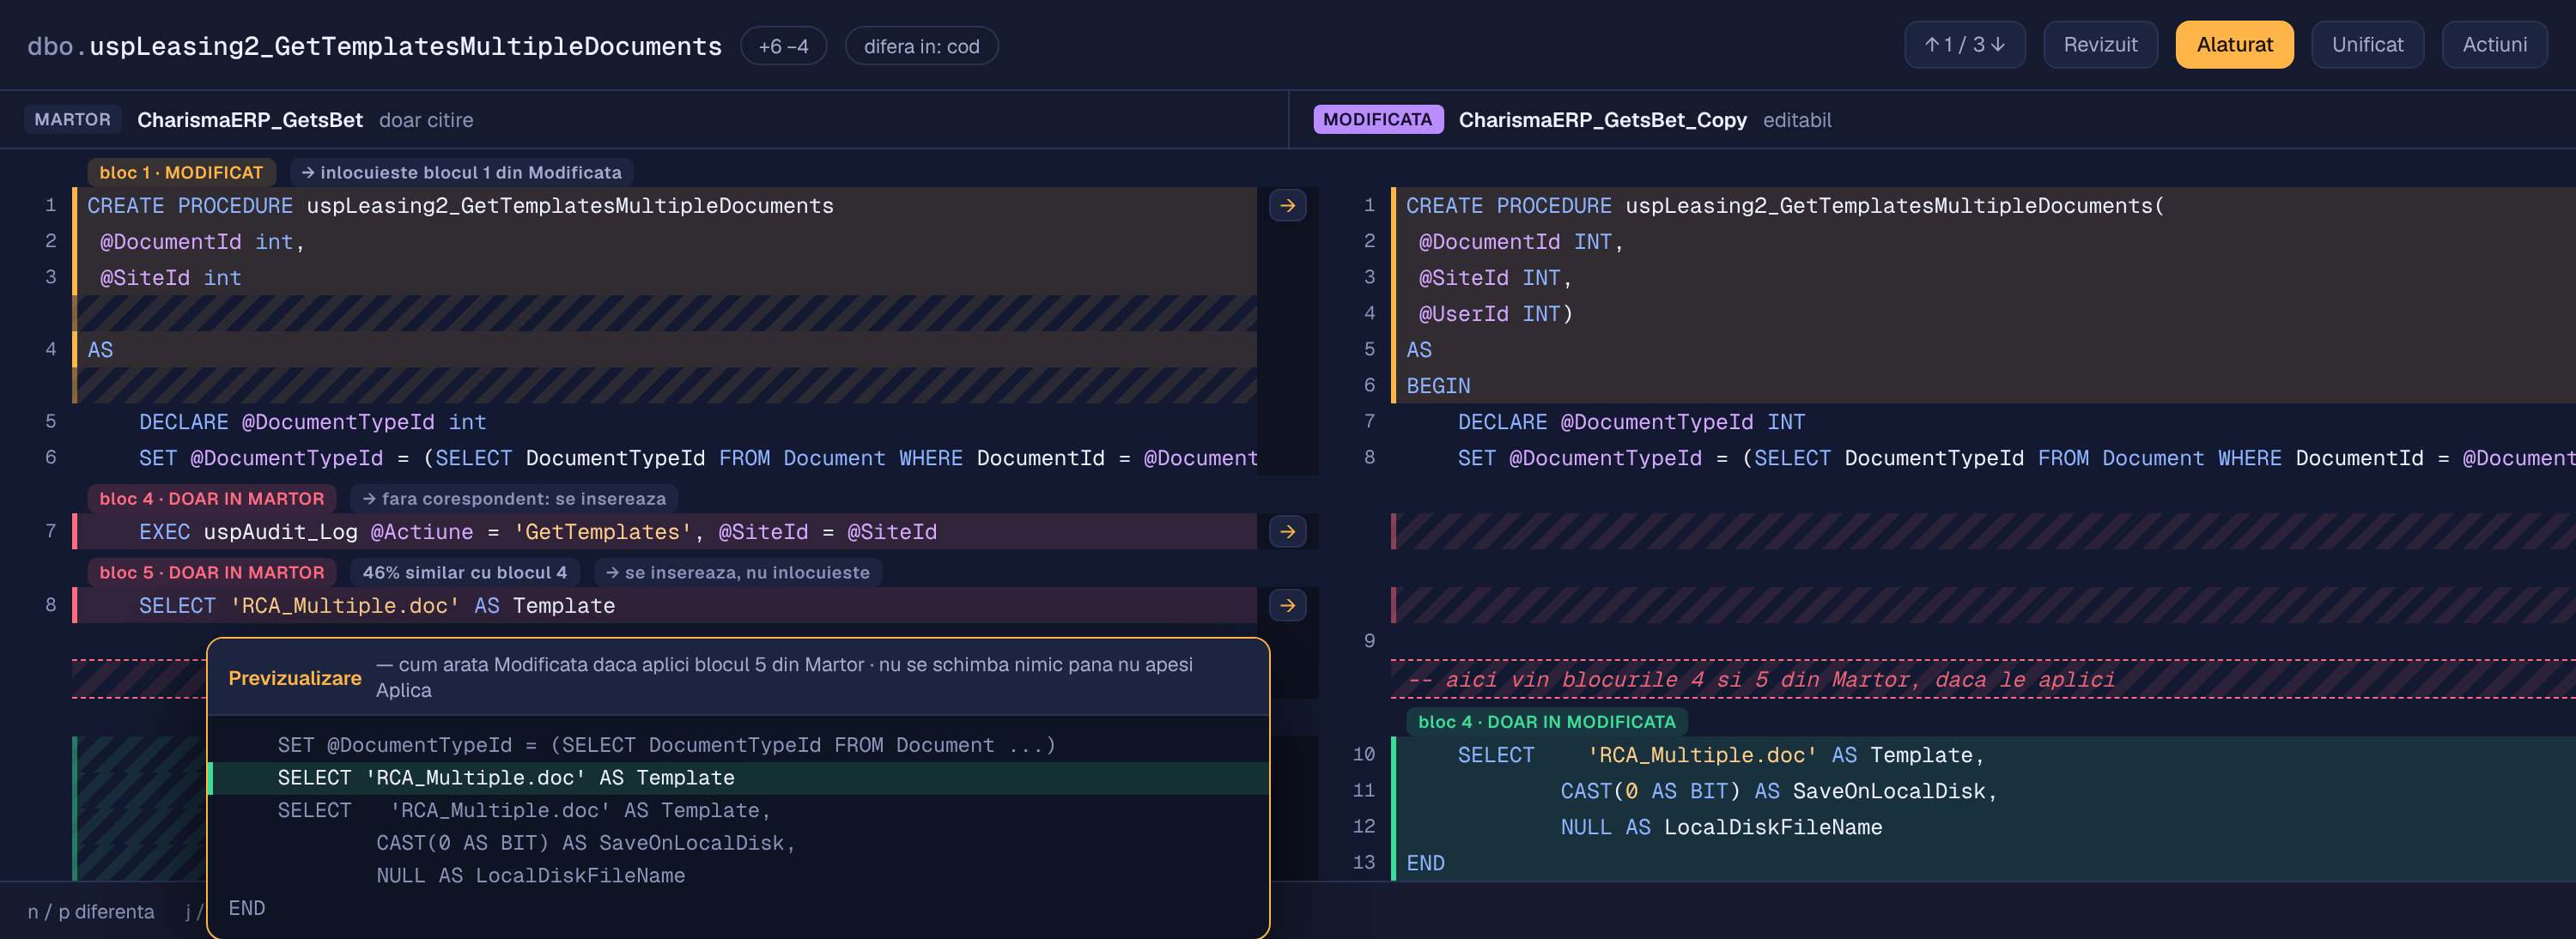 dbo.uspLeasing2_GetTemplatesMultipleDocuments +6 −4 difera in: cod ↑ 1 / 3 ↓ Revizuit Alaturat Unificat Actiuni
MARTOR CharismaERP_GetsBet doar citire
MODIFICATA CharismaERP_GetsBet_Copy editabil
bloc 1 · MODIFICAT → inlocuieste blocul 1 din Modificata
1 CREATE PROCEDURE uspLeasing2_GetTemplatesMultipleDocuments →
2 @DocumentId int,
3 @SiteId int
4 AS
5 DECLARE @DocumentTypeId int
6 SET @DocumentTypeId = (SELECT DocumentTypeId FROM Document WHERE DocumentId = @Document
bloc 4 · DOAR IN MARTOR → fara corespondent: se insereaza
7 EXEC uspAudit_Log @Actiune = 'GetTemplates', @SiteId = @SiteId →
bloc 5 · DOAR IN MARTOR 46% similar cu blocul 4 → se insereaza, nu inlocuieste
8 SELECT 'RCA_Multiple.doc' AS Template →
Previzualizare — cum arata Modificata daca aplici blocul 5 din Martor · nu se schimba nimic pana nu apesi
Aplica
SET @DocumentTypeId = (SELECT DocumentTypeId FROM Document ...)
SELECT 'RCA_Multiple.doc' AS Template
SELECT 'RCA_Multiple.doc' AS Template,
CAST(0 AS BIT) AS SaveOnLocalDisk,
NULL AS LocalDiskFileName
END
1 CREATE PROCEDURE uspLeasing2_GetTemplatesMultipleDocuments(
2 @DocumentId INT,
3 @SiteId INT,
4 @UserId INT)
5 AS
6 BEGIN
7 DECLARE @DocumentTypeId INT
8 SET @DocumentTypeId = (SELECT DocumentTypeId FROM Document WHERE DocumentId = @Document
9
-- aici vin blocurile 4 si 5 din Martor, daca le aplici
bloc 4 · DOAR IN MODIFICATA
10 SELECT 'RCA_Multiple.doc' AS Template,
11 CAST(0 AS BIT) AS SaveOnLocalDisk,
12 NULL AS LocalDiskFileName
13 END
n / p diferenta j /